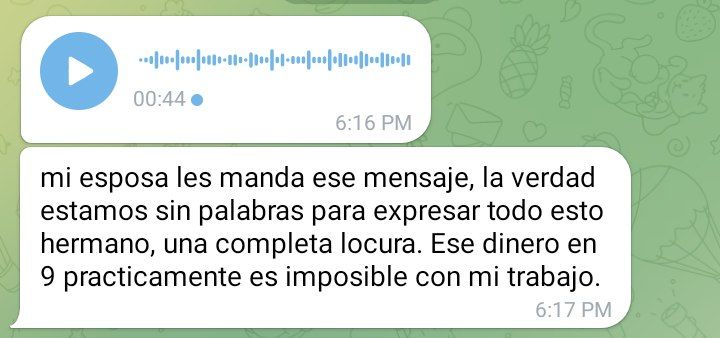 00:44
6:16 PM
mi esposa les manda ese mensaje, la verdad
estamos sin palabras para expresar todo esto
hermano, una completa locura. Ese dinero en
9 practicamente es imposible con mi trabajo.
6:17 PM